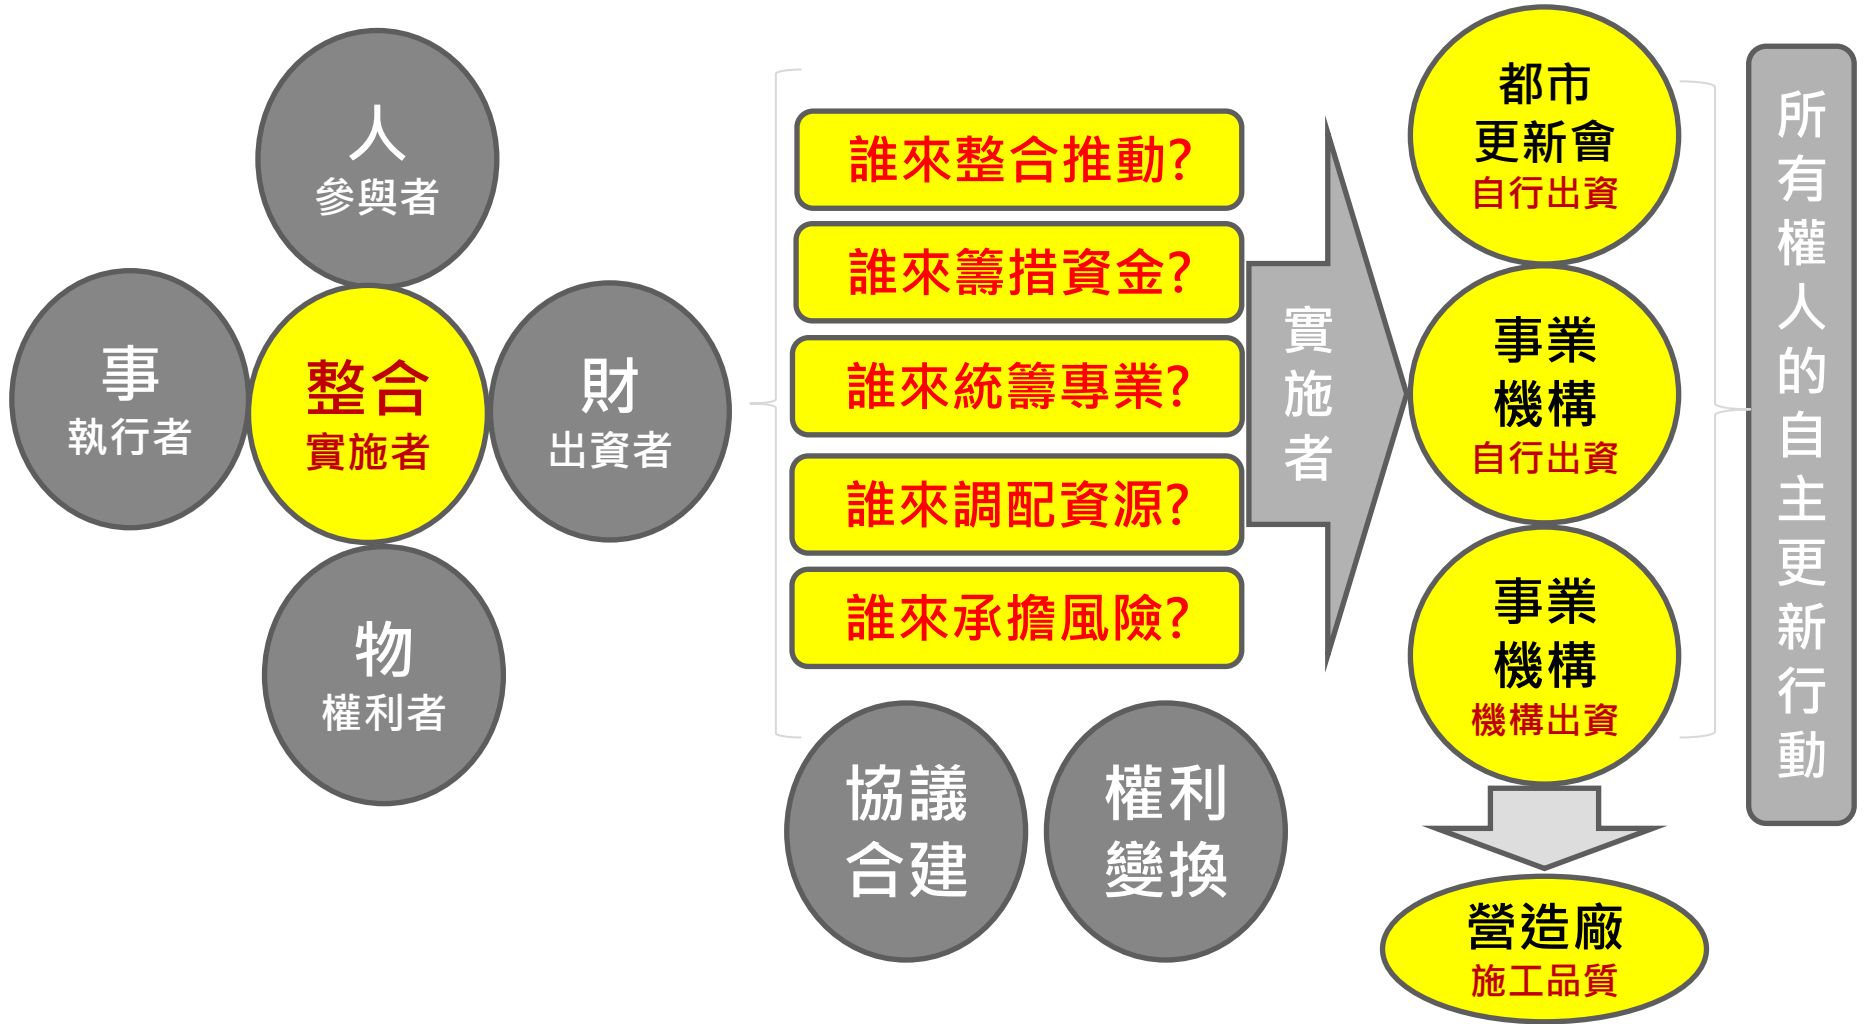 人
參與者
事
執行者
整合
實施者
財
出資者
物
權利者
誰來整合推動?
誰來籌措資金?
誰來統籌專業?
誰來調配資源?
誰來承擔風險?
協議
合建
權利
變換
實
施
者
都市
更新會
自行出資
事業
機構
自行出資
事業
機構
機構出資
營造廠
施工品質
所
有
權
人
的
自
主
更
新
行
動